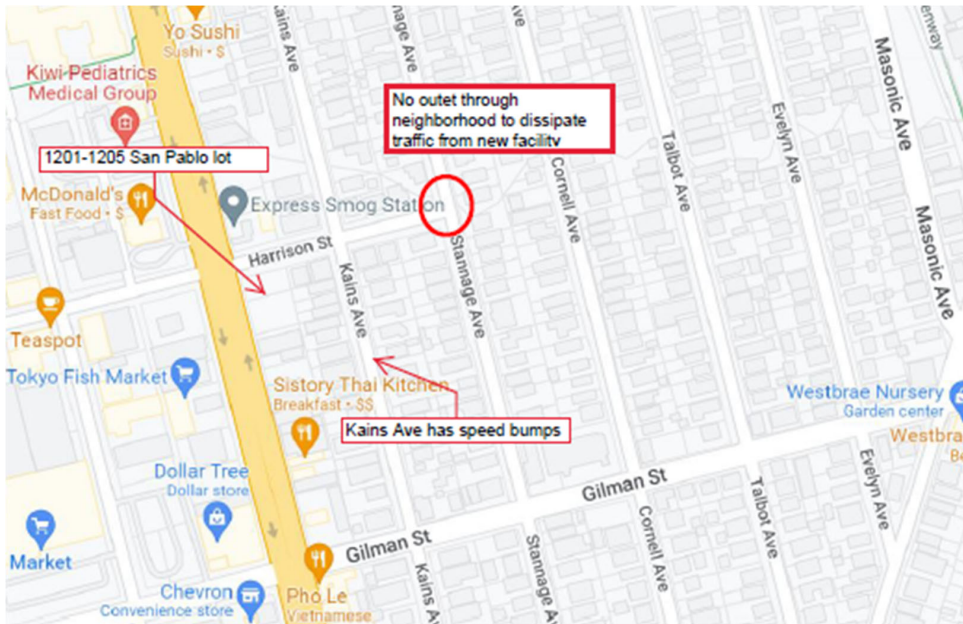 Yo Sushi
Sushi • $
Kains Ave
Kiwi Pediatrics
Medical Group
1201-1205 San Pablo lot
McDonald's
Fast Food • $
Express Smog Station
No outet through
neighborhood to dissipate
traffic from new facility
Masonic Ave
Evelyn Ave
Talbot Ave
Cornell Ave
Harrison St
Kains Ave
Stannage Ave
Masonic Ave
Teaspot
Tokyo Fish Market
Sistory Thai Kitchen
Breakfast • $$
Kains Ave has speed bumps
Westbrae Nursery
Garden center
Westbra
Be
Dollar Tree
Dollar store
Gilman St
Gilman St
Market
Chevron
Convenience store
Pho Le
Vietnamese
Kains Ave
Stannage Ave
Cornell Ave
Talbot Ave
Evelyn Ave